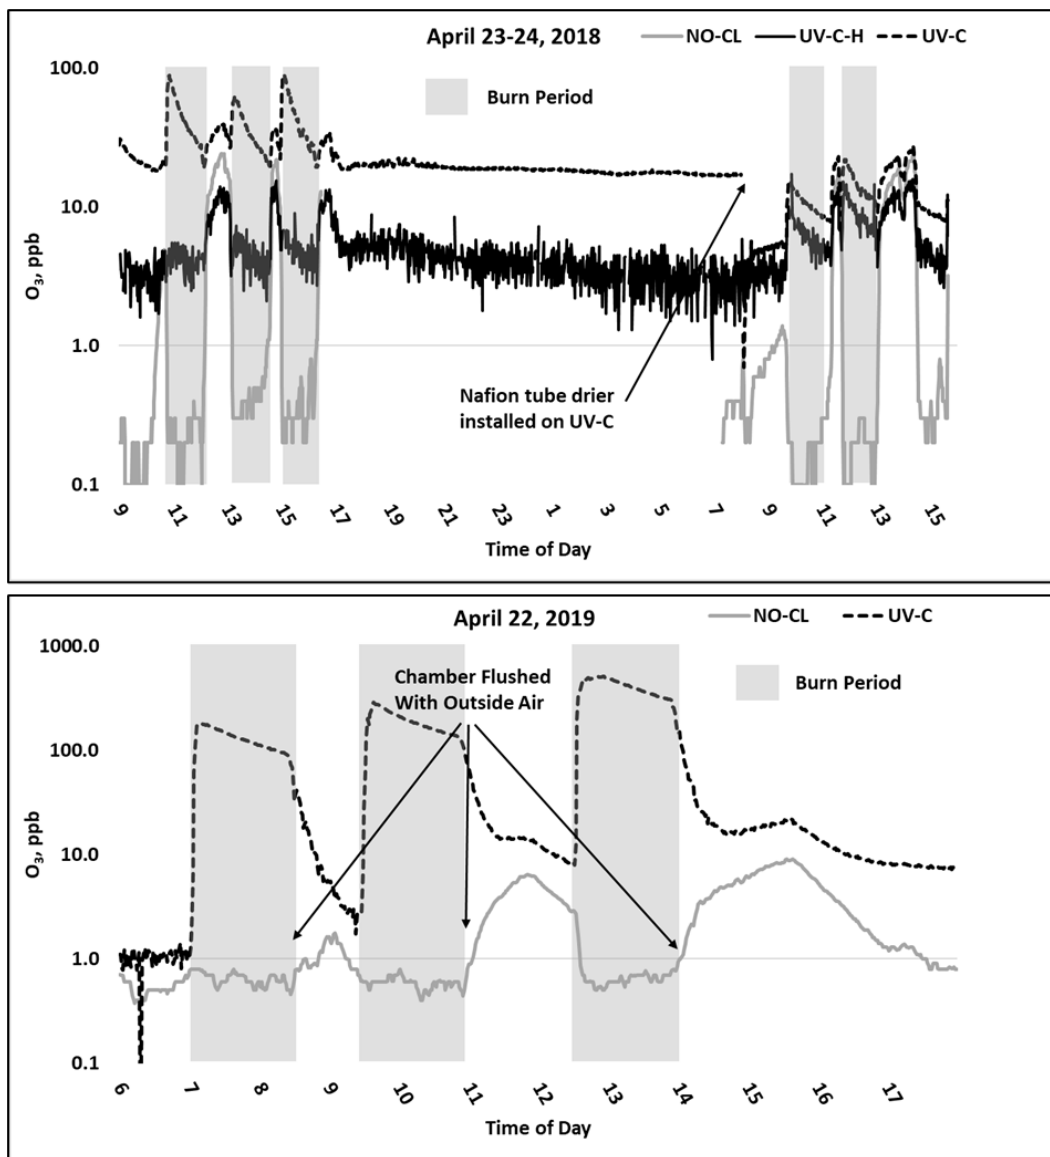 April 23-24, 2018 NO-CL UV-C-H UV-C
Burn Period
100.0
10.0
1.0
0.1
O₃, ppb
Nafion tube drier
installed on UV-C
9 11 13 15 17 19 21 23 1 3 5 7 9 11 13 15
Time of Day
April 22, 2019 NO-CL UV-C
Chamber Flushed
With Outside Air
Burn Period
1000.0
100.0
10.0
1.0
0.1
O₃, ppb
6 7 8 9 10 11 12 13 14 15 16 17
Time of Day